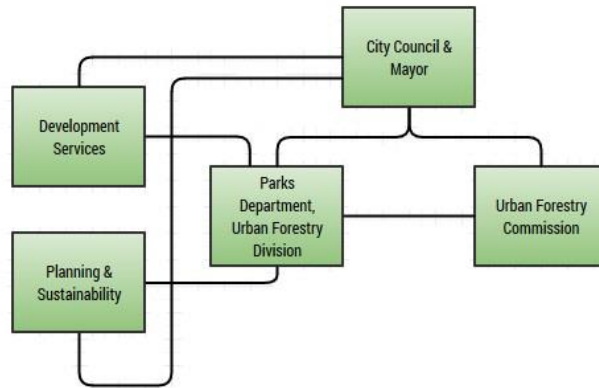 City Council &
Mayor
Development
Services
Parks
Department,
Urban Forestry
Division
Urban Forestry
Commission
Planning &
Sustainability